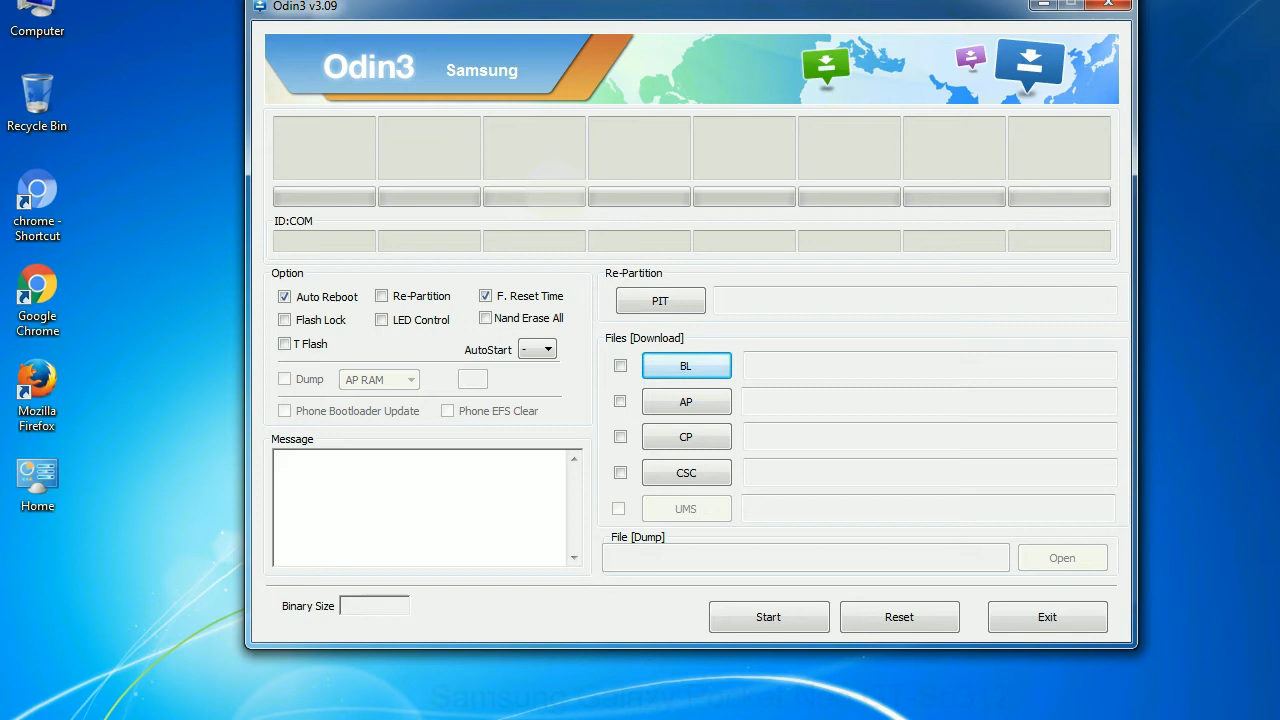 Odin3 v3.09
Computer
Recycle Bin
chrome -
Shortcut
Google
Chrome
Mozilla
Firefox
Home
Odin3 Samsung
ID:COM
Option
Auto Reboot Re-Partition F. Reset Time
Flash Lock LED Control Nand Erase All
T Flash AutoStart -
Dump AP RAM
Phone Bootloader Update Phone EFS Clear
Message
Re-Partition
PIT
Files [Download]
BL
AP
CP
CSC
UMS
File [Dump]
Open
Binary Size
Start Reset Exit
Samsung Galaxy Pocket